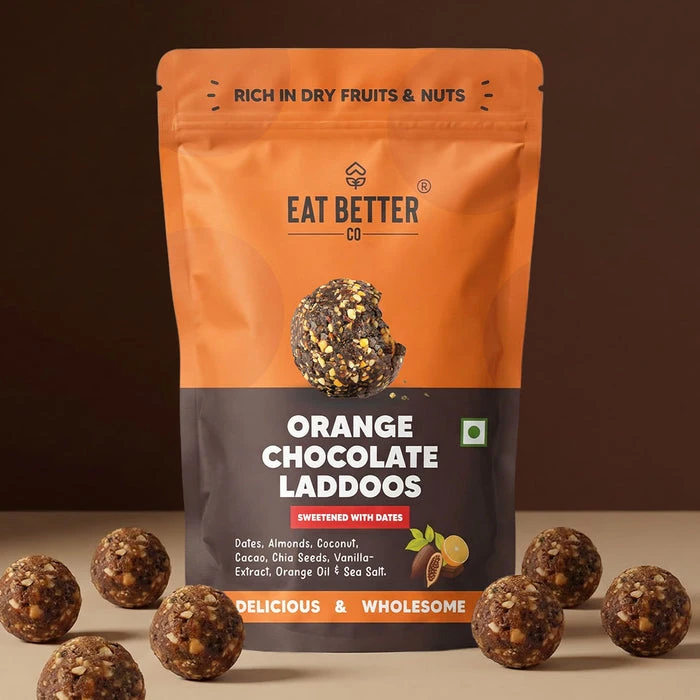 RICH IN DRY FRUITS & NUTS
®
EAT BETTER
CO
ORANGE
CHOCOLATE
LADDOOS
SWEETENED WITH DATES
Dates, Almonds, Coconut,
Cacao, Chia Seeds, Vanilla-
Extract, Orange Oil & Sea Salt.
DELICIOUS & WHOLESOME